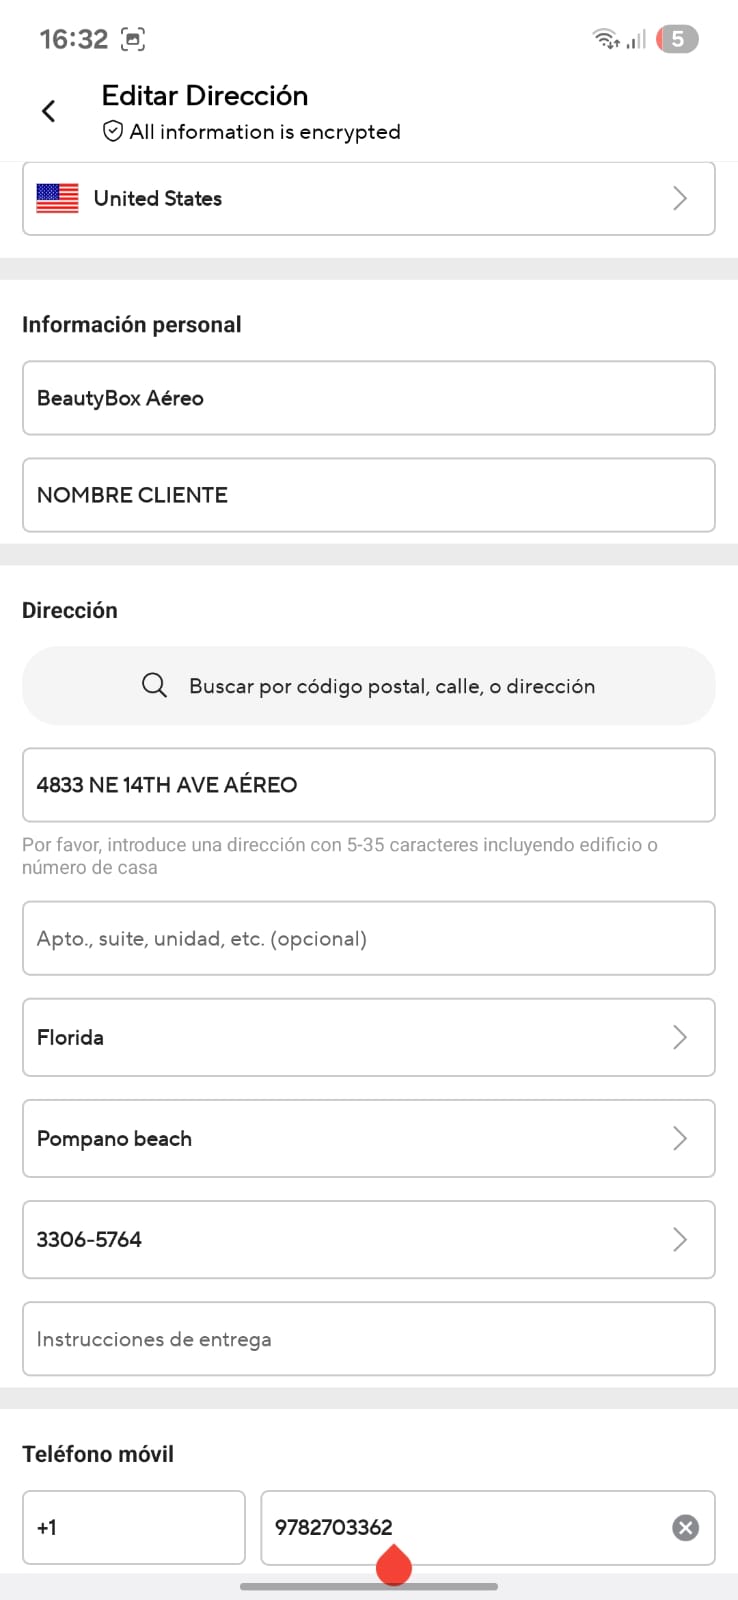 16:32
5
Editar Dirección
All information is encrypted
United States
Información personal
BeautyBox Aéreo
NOMBRE CLIENTE
Dirección
Buscar por código postal, calle, o dirección
4833 NE 14TH AVE AÉREO
Por favor, introduce una dirección con 5-35 caracteres incluyendo edificio o
número de casa
Apto., suite, unidad, etc. (opcional)
Florida
Pompano beach
3306-5764
Instrucciones de entrega
Teléfono móvil
+1
9782703362